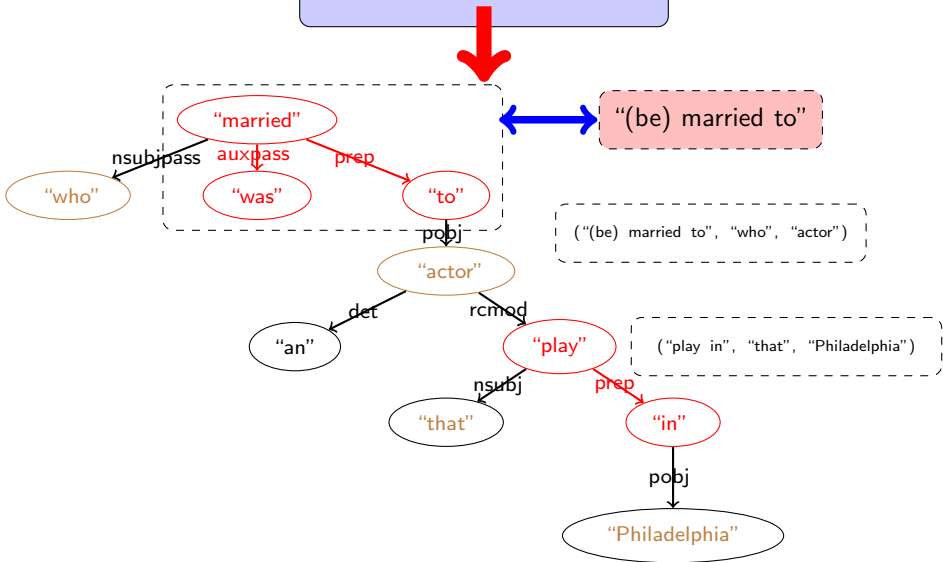 “married”
“(be) married to”
nsubjpass
auxpass
prep
“who”
“was”
“to”
pobj
(“(be) married to”, “who”, “actor”)
“actor”
det
rcmod
“an”
“play”
(“play in”, “that”, “Philadelphia”)
nsubj
prep
“that”
“in”
pobj
“Philadelphia”